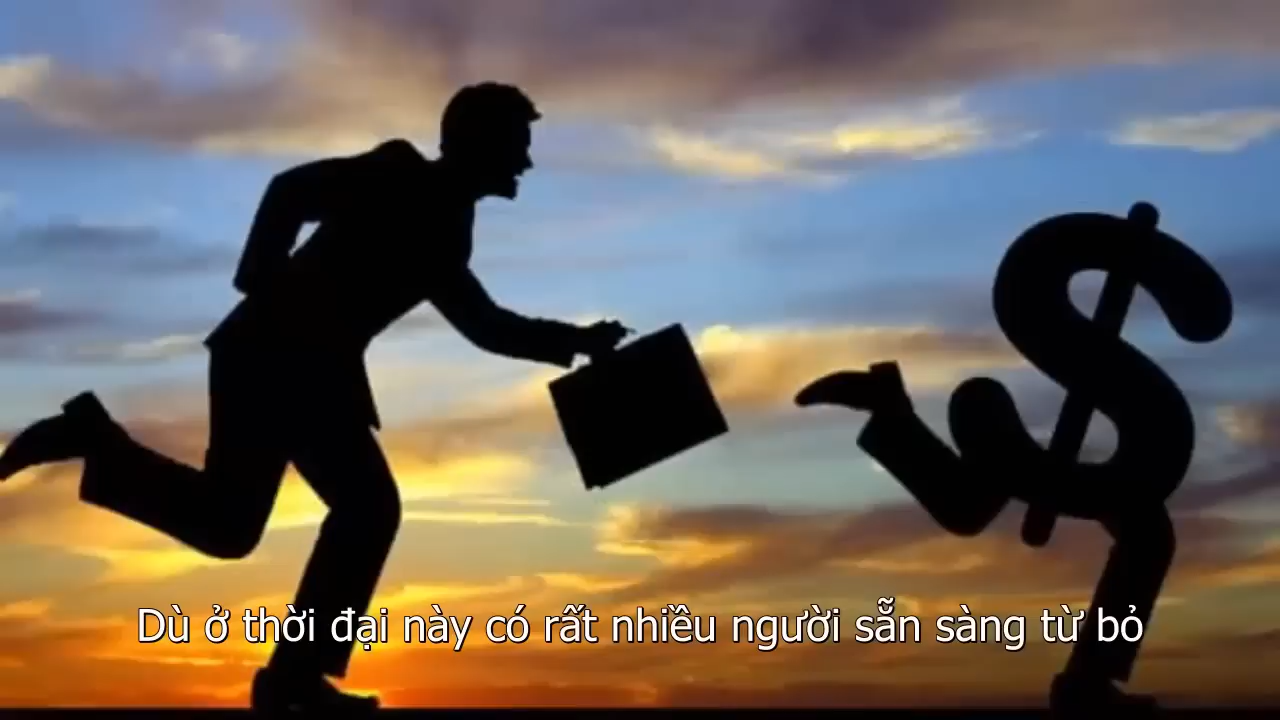 Dù ở thời đại này có rất nhiều người sẵn sàng từ bỏ